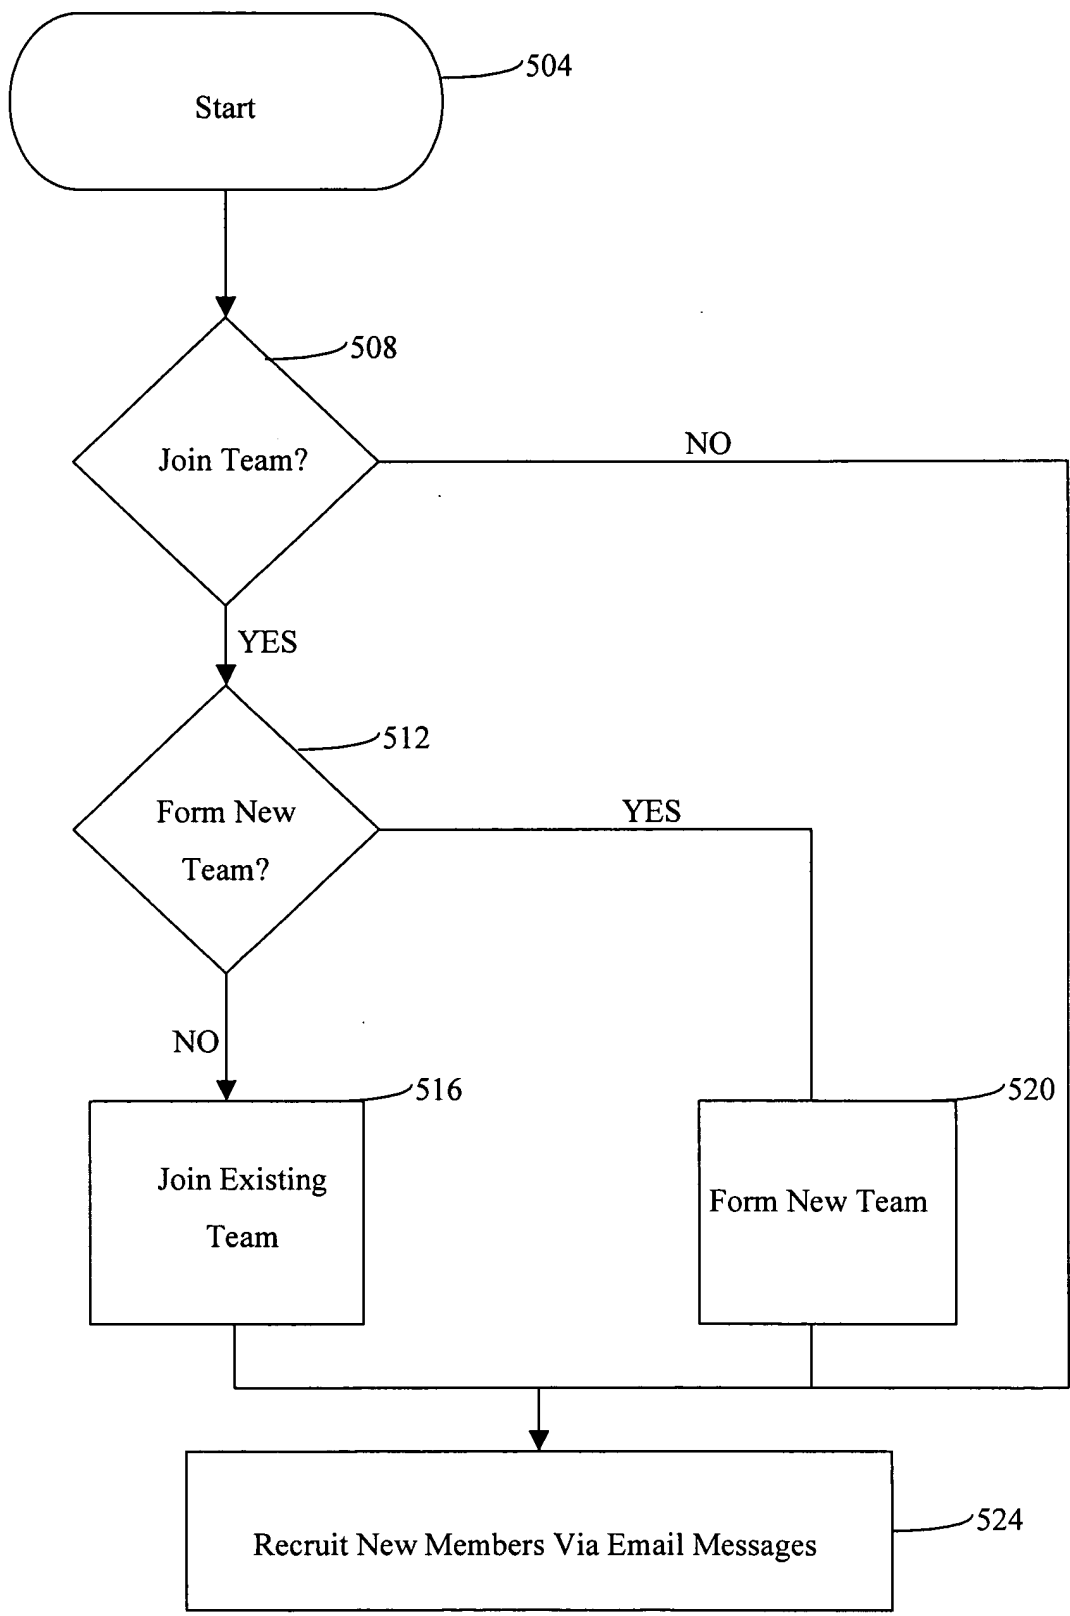 504
Start
508
Join Team?
NO
YES
512
Form New
Team?
YES
NO
516
520
Join Existing
Team
Form New Team
524
Recruit New Members Via Email Messages